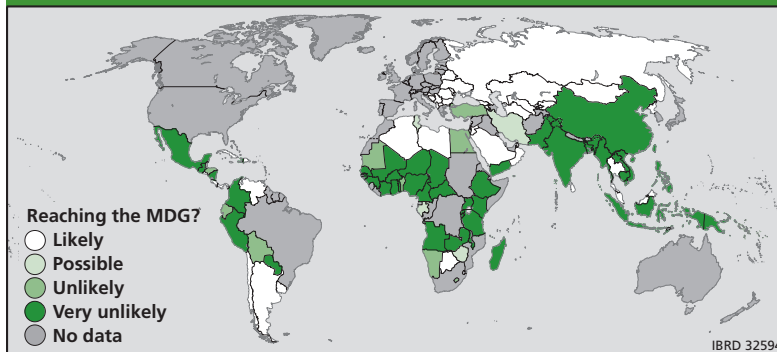 Reaching the MDG?
Likely
Possible
Unlikely
Very unlikely
No data
IBRD 32594